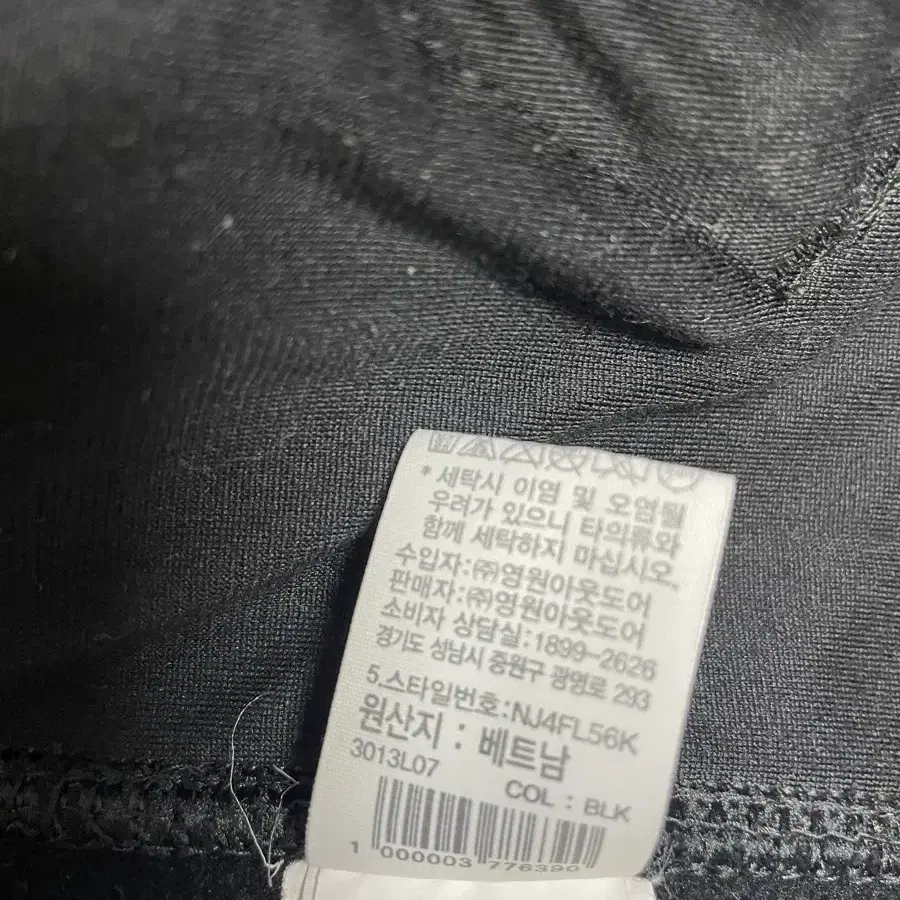 * 세탁시 이염 및 오염될
우려가 있으니 타의류와
함께 세탁하지 마십시오.
수입자:㈜영원아웃도어
판매자:㈜영원아웃도어
소비자 상담실:1899-2626
경기도 성남시 중원구 광명로 293
5.스타일번호:NJ4FL56K
원산지 : 베트남
3013L07
COL : BLK
1 000003 776390